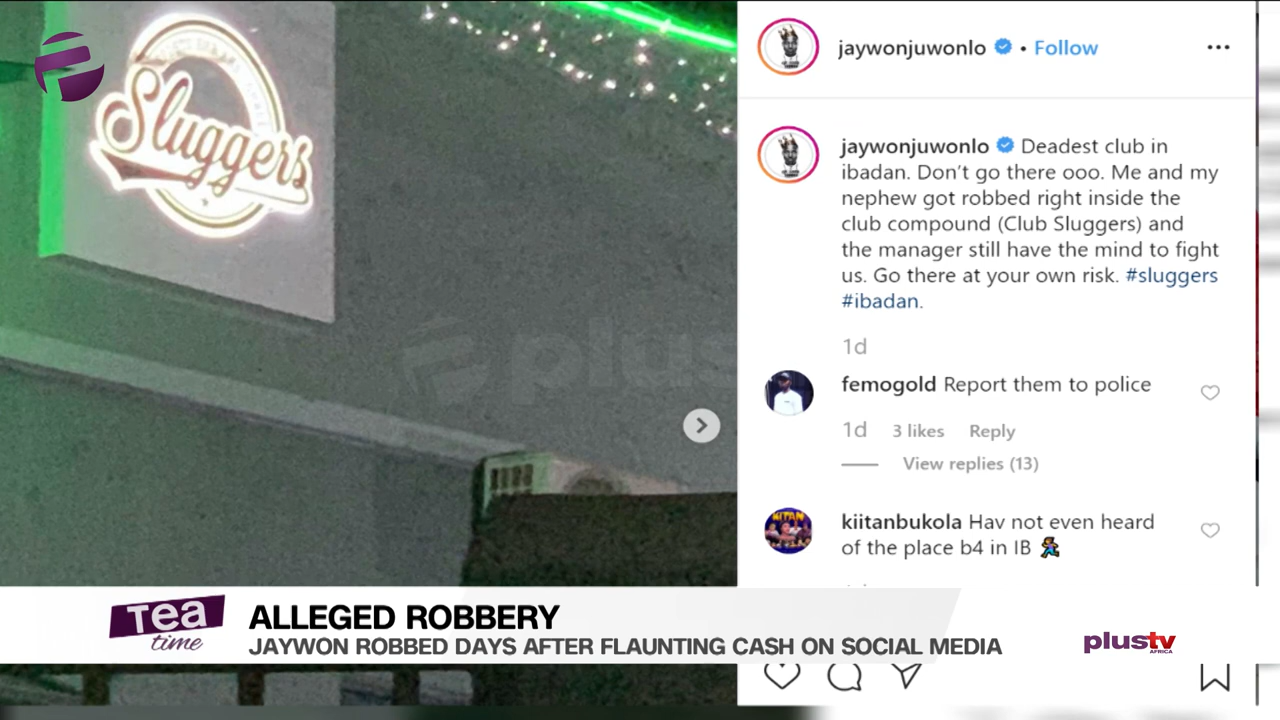 Sluggers
plus
jaywonjuwonlo • Follow
jaywonjuwonlo Deadest club in
ibadan. Don’t go there ooo. Me and my
nephew got robbed right inside the
club compound (Club Sluggers) and
the manager still have the mind to fight
us. Go there at your own risk. #sluggers
#ibadan.
1d
femogold Report them to police
1d 3 likes Reply
View replies (13)
kiitanbukola Hav not even heard
of the place b4 in IB
Tea
time
ALLEGED ROBBERY
JAYWON ROBBED DAYS AFTER FLAUNTING CASH ON SOCIAL MEDIA
plustv
AFRICA